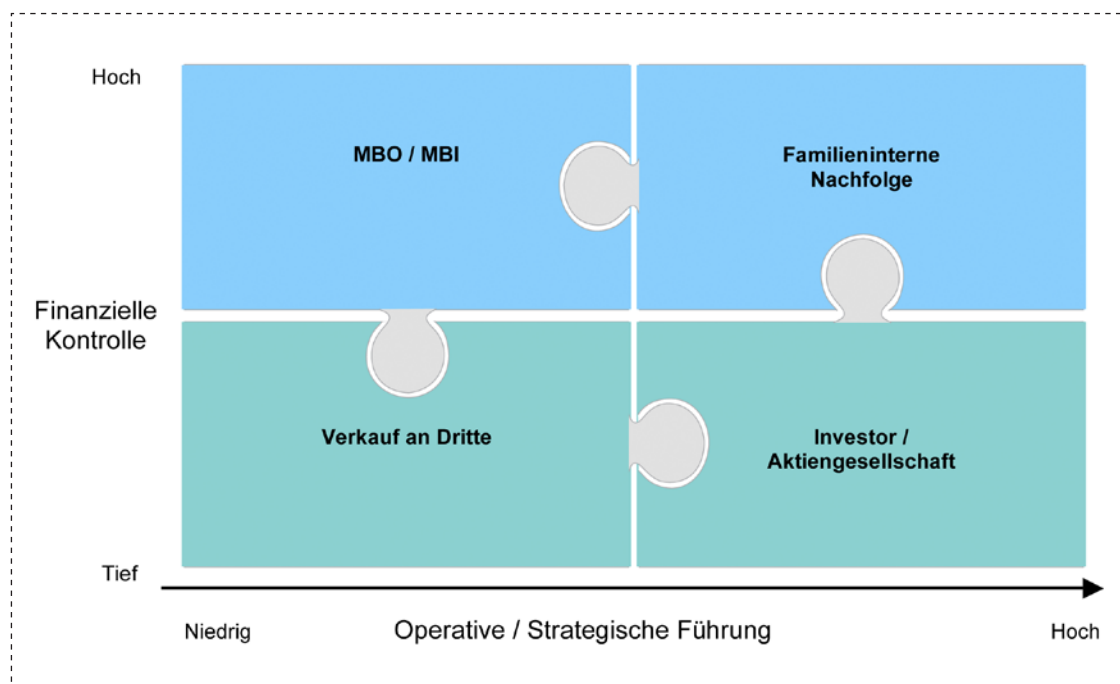 Hoch
MBO / MBI
Familieninterne
Nachfolge
Finanzielle
Kontrolle
Verkauf an Dritte
Investor /
Aktiengesellschaft
Tief
Niedrig
Operative / Strategische Führung
Hoch